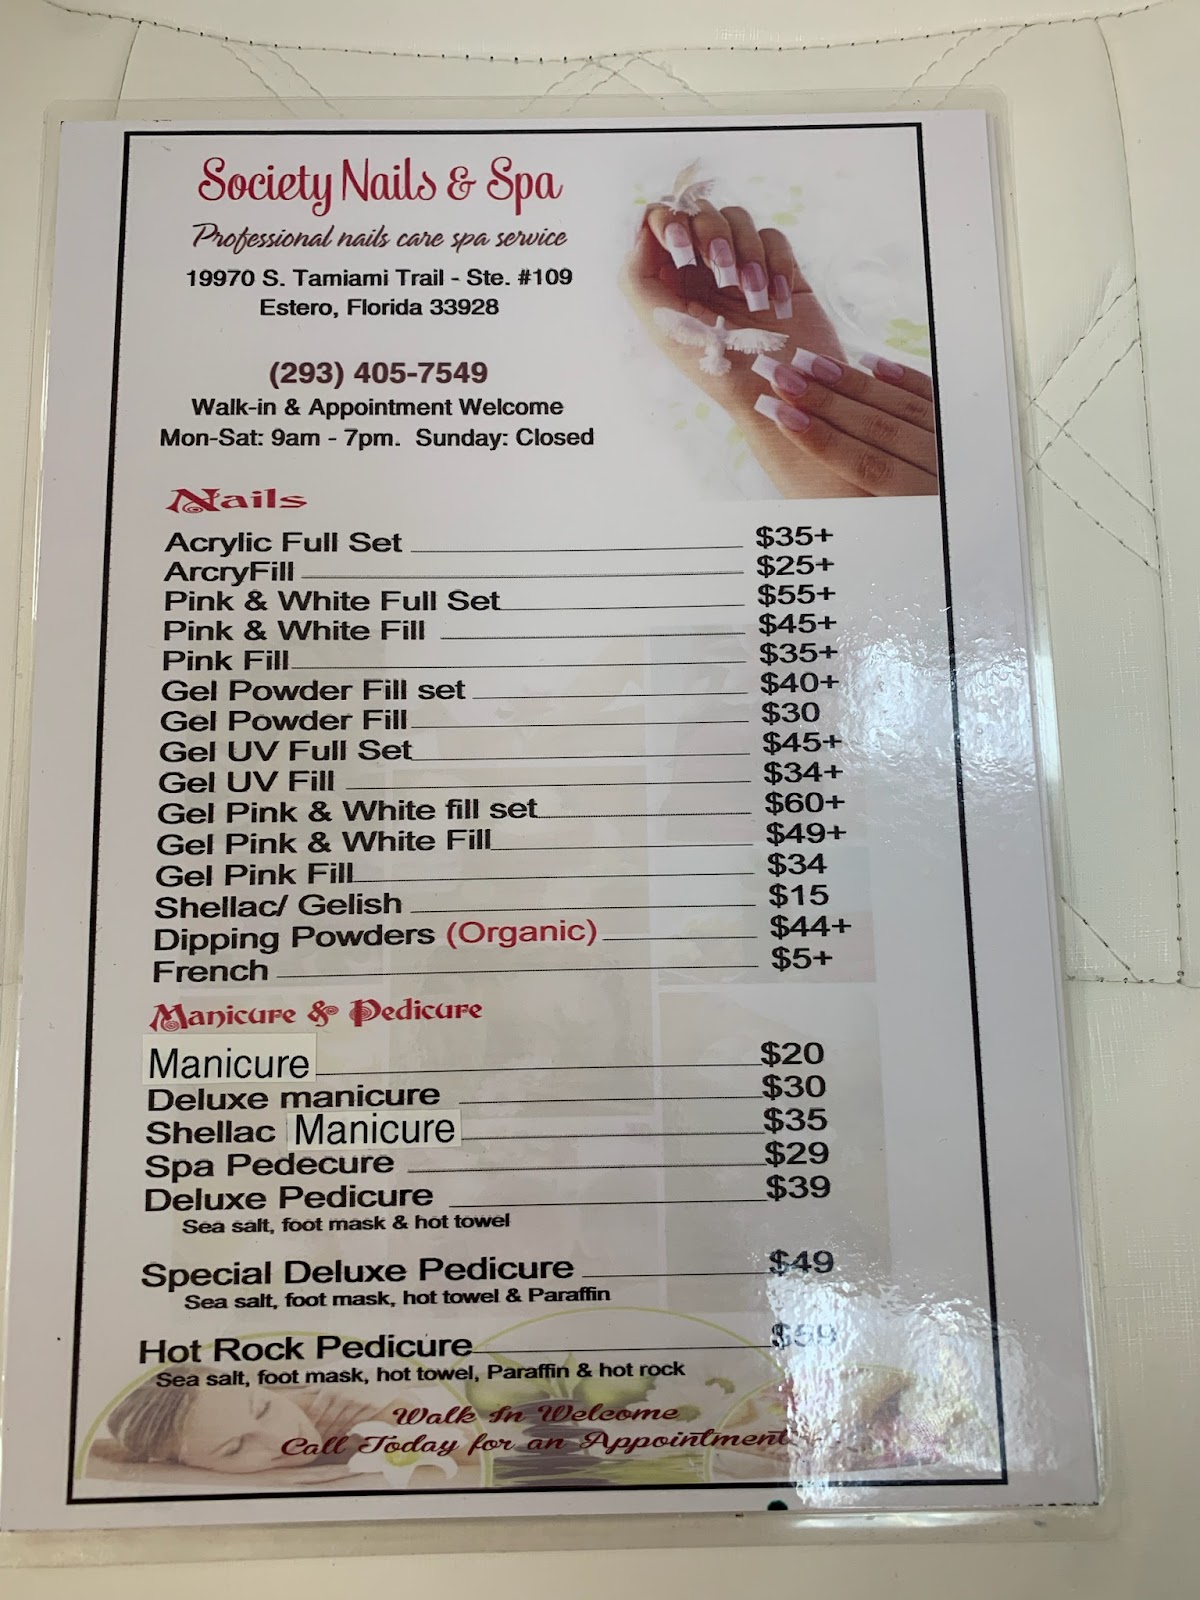 Society Nails & Spa
Professional nails care spa service
19970 S. Tamiami Trail - Ste. #109
Estero, Florida 33928
(293) 405-7549
Walk-in & Appointment Welcome
Mon-Sat: 9am - 7pm. Sunday: Closed
Nails
Acrylic Full Set $35+
ArcryFill $25+
Pink & White Full Set $55+
Pink & White Fill $45+
Pink Fill $35+
Gel Powder Fill set $40+
Gel Powder Fill $30
Gel UV Full Set $45+
Gel UV Fill $34+
Gel Pink & White fill set $60+
Gel Pink & White Fill $49+
Gel Pink Fill $34
Shellac/ Gelish $15
Dipping Powders (Organic) $44+
French $5+
Manicure & Pedicure
Manicure $20
Deluxe manicure $30
Shellac Manicure $35
Spa Pedecure $29
Deluxe Pedicure $39
Sea salt, foot mask & hot towel
Special Deluxe Pedicure $49
Sea salt, foot mask, hot towel & Paraffin
Hot Rock Pedicure $59
Sea salt, foot mask, hot towel, Paraffin & hot rock
Walk In Welcome
Call Today for an Appointment